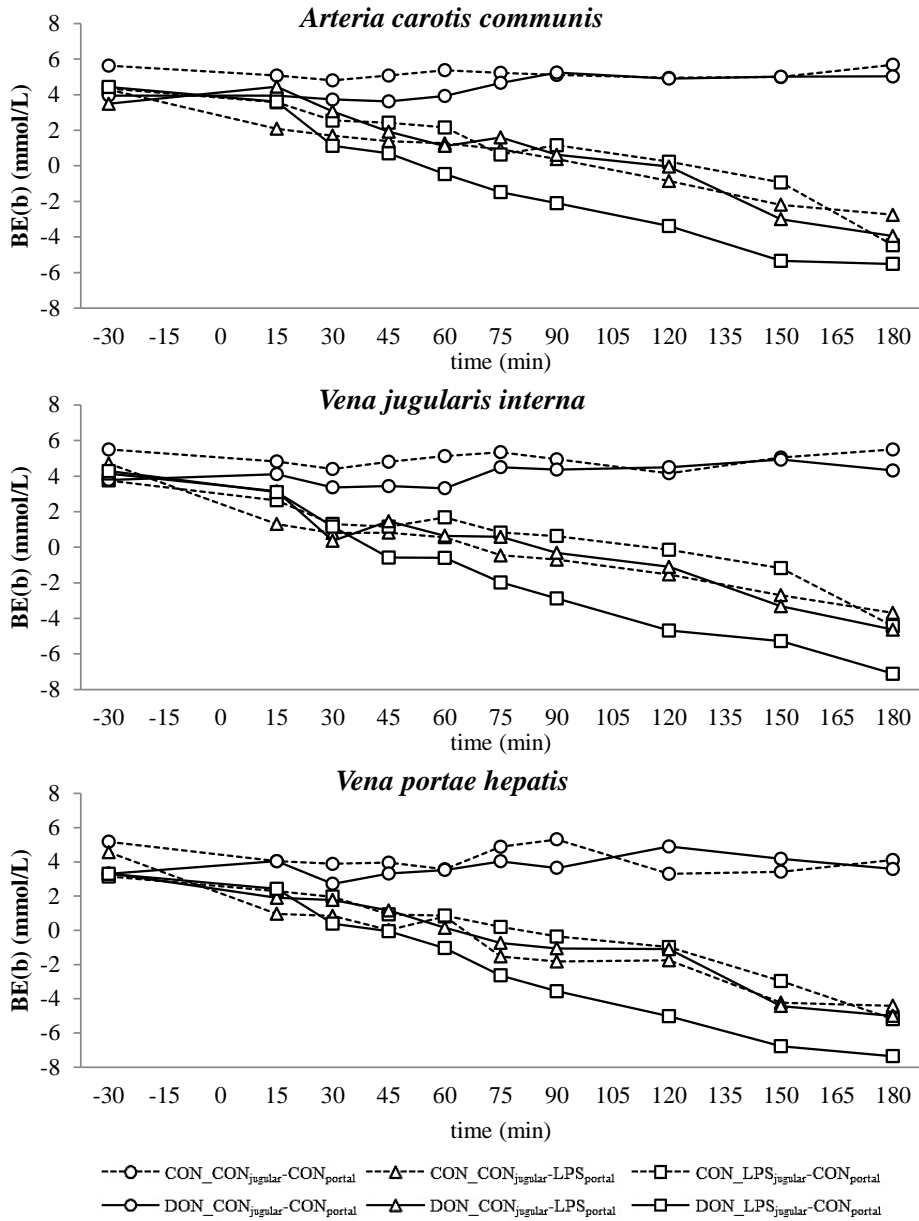 Arteria carotis communis
8
6
4
2
0
-2
-4
-6
-8
BE(b) (mmol/L)
-30 -15 0 15 30 45 60 75 90 105 120 135 150 165 180
time (min)
Vena jugularis interna
8
6
4
2
0
-2
-4
-6
-8
BE(b) (mmol/L)
-30 -15 0 15 30 45 60 75 90 105 120 135 150 165 180
time (min)
Vena portae hepatis
8
6
4
2
0
-2
-4
-6
-8
BE(b) (mmol/L)
-30 -15 0 15 30 45 60 75 90 105 120 135 150 165 180
time (min)
CON_CONjugular-CONportal CON_CONjugular-LPSportal CON_LPSjugular-CONportal
DON_CONjugular-CONportal DON_CONjugular-LPSportal DON_LPSjugular-CONportal